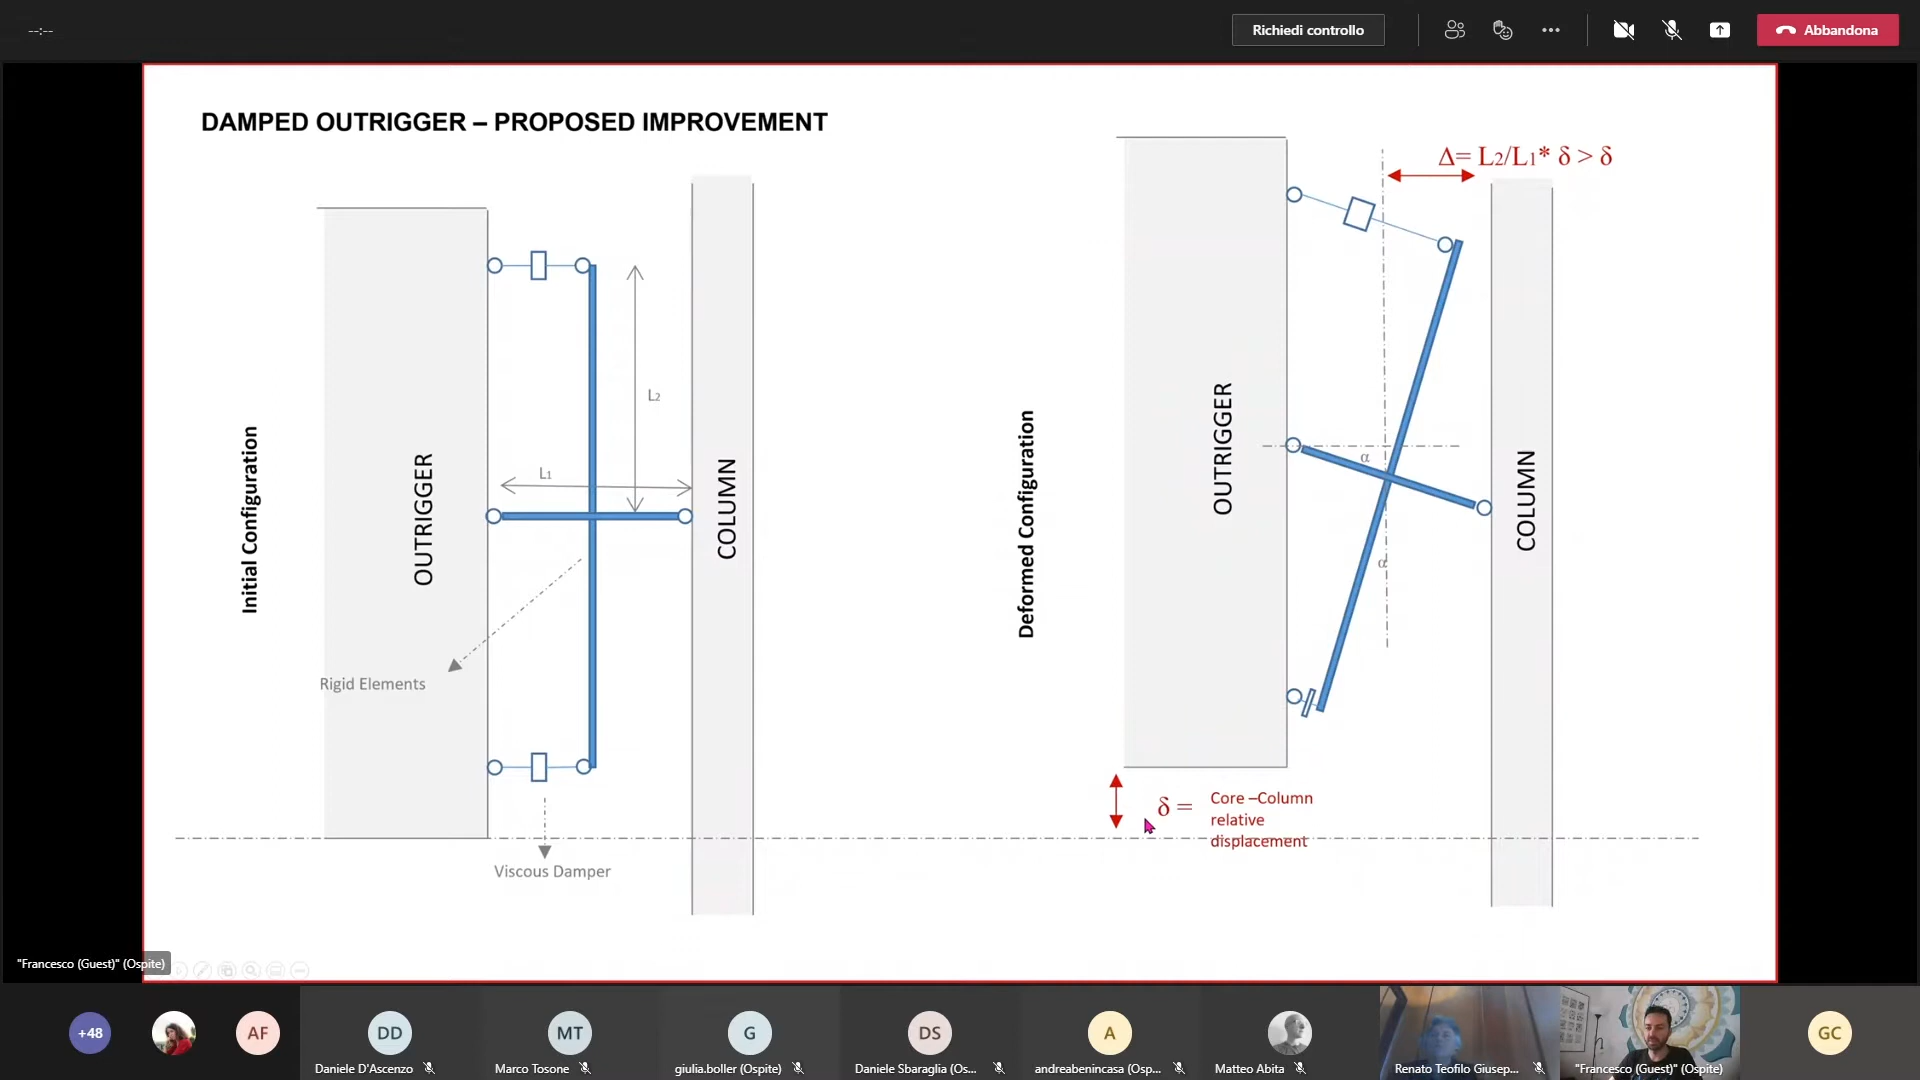 --:--
Richiedi controllo
Abbandona
DAMPED OUTRIGGER – PROPOSED IMPROVEMENT
Initial Configuration
OUTRIGGER
L1
L2
COLUMN
Rigid Elements
Viscous Damper
Deformed Configuration
OUTRIGGER
Δ= L2/L1* δ > δ
α
α
COLUMN
δ =
Core –Column
relative
displacement
"Francesco (Guest)" (Ospite)
+48
AF
DD
Daniele D'Ascenzo
MT
Marco Tosone
G
giulia.boller (Ospite)
DS
Daniele Sbaraglia (Os...
A
andreabenincasa (Osp...
Matteo Abita
Renato Teofilo Giusep...
"Francesco (Guest)" (Ospite)
GC